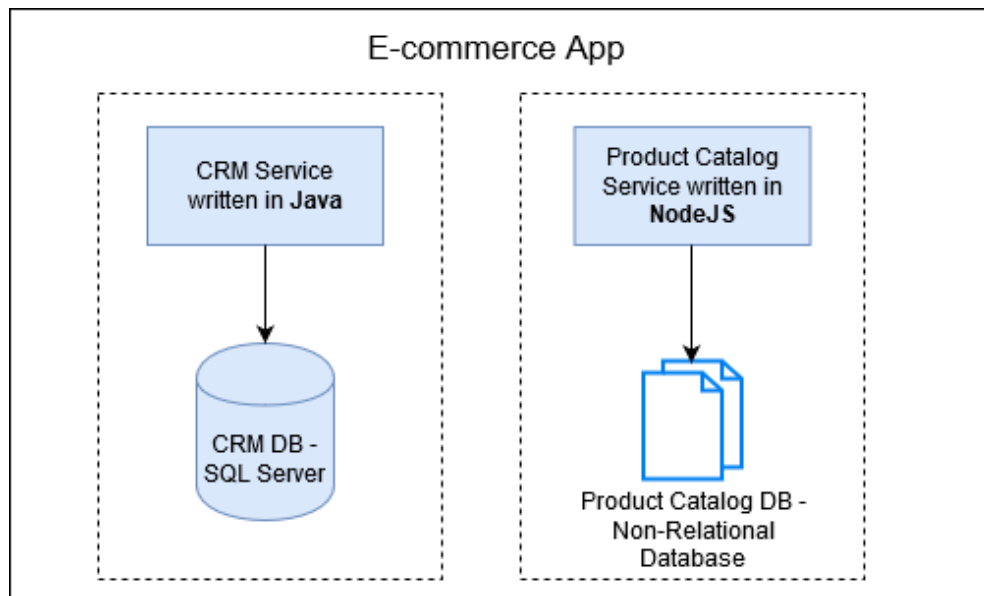 E-commerce App
CRM Service
written in Java
Product Catalog
Service written in
NodeJS
CRM DB -
SQL Server
Product Catalog DB -
Non-Relational
Database